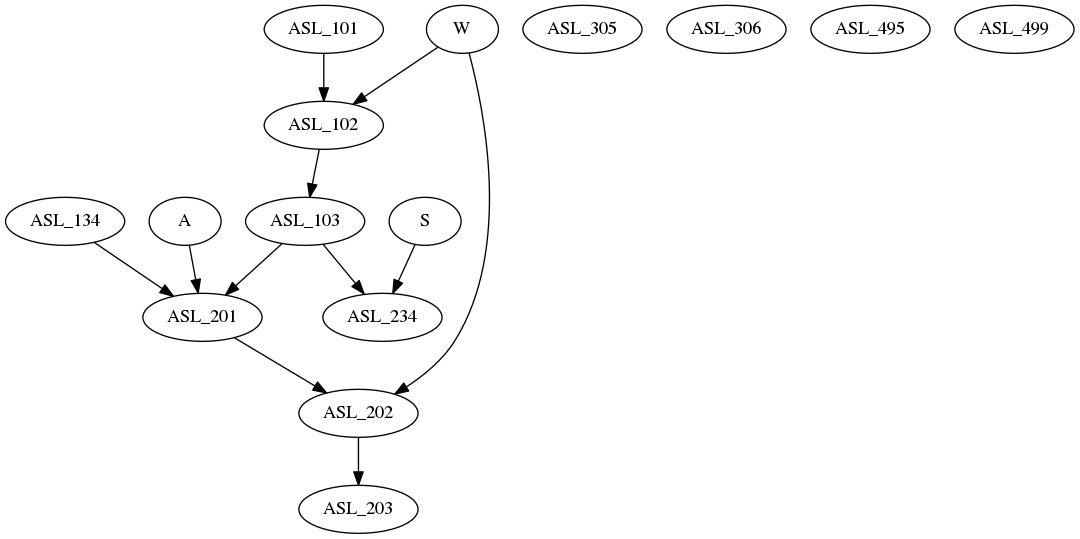 ASL_101 W ASL_305 ASL_306 ASL_495 ASL_499
ASL_102
ASL_134 A ASL_103 S
ASL_201 ASL_234
ASL_202
ASL_203